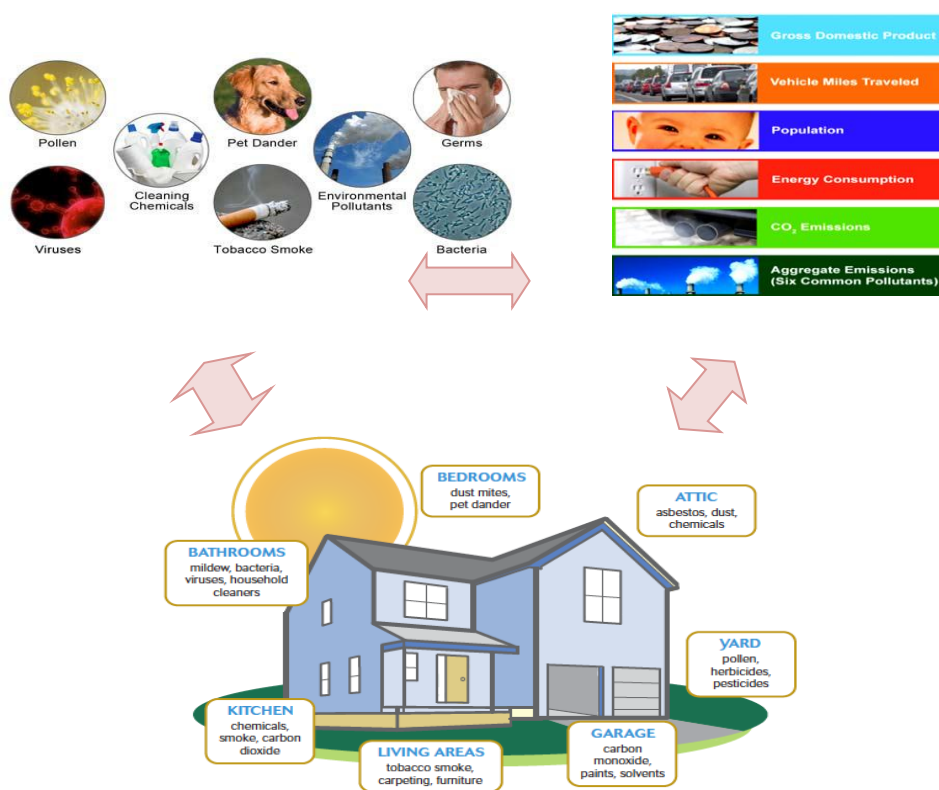 Pollen
Cleaning
Chemicals
Pet Dander
Environmental
Pollutants
Germs
Viruses
Tobacco Smoke
Bacteria
Gross Domestic Product
Vehicle Miles Traveled
Population
Energy Consumption
CO₂ Emissions
Aggregate Emissions
(Six Common Pollutants)
BEDROOMS
dust mites,
pet dander
ATTIC
asbestos, dust,
chemicals
BATHROOMS
mildew, bacteria,
viruses, household
cleaners
YARD
pollen,
herbicides,
pesticides
KITCHEN
chemicals,
smoke, carbon
dioxide
LIVING AREAS
tobacco smoke,
carpeting, furniture
GARAGE
carbon
monoxide,
paints, solvents